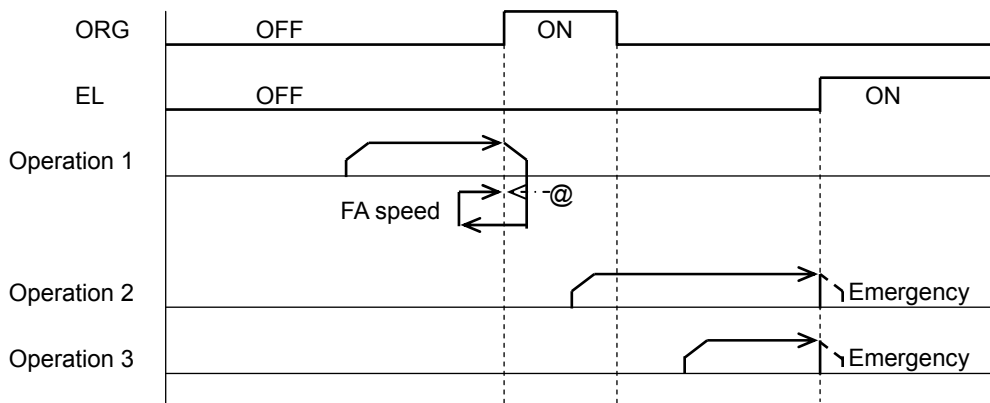 ORG OFF ON
EL OFF ON
Operation 1
@
FA speed
Operation 2 Emergency
Operation 3 Emergency